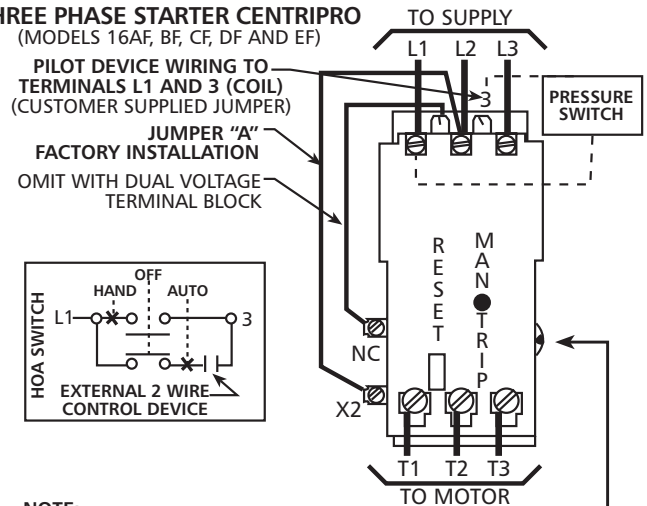 HREE PHASE STARTER CENTRIPRO
(MODELS 16AF, BF, CF, DF AND EF)
TO SUPPLY
L1 L2 L3
PILOT DEVICE WIRING TO
TERMINALS L1 AND 3 (COIL)
(CUSTOMER SUPPLIED JUMPER)
3
PRESSURE
SWITCH
JUMPER “A”
FACTORY INSTALLATION
OMIT WITH DUAL VOLTAGE
TERMINAL BLOCK
RESET
MAN TRIP
HOA SWITCH
OFF
HAND AUTO
L1 3
EXTERNAL 2 WIRE
CONTROL DEVICE
NC
X2
T1 T2 T3
TO MOTOR
NOTE: